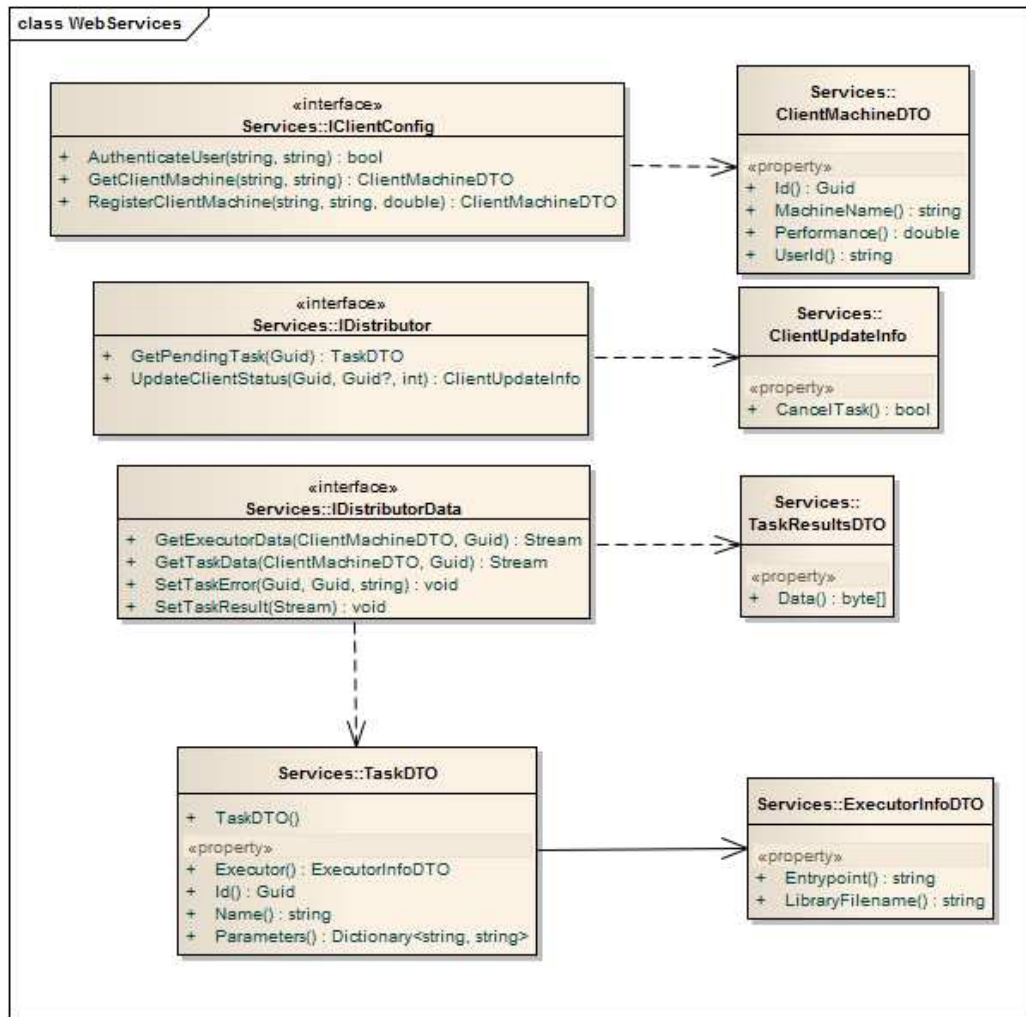 class WebServices
«interface»
Services::IClientConfig
+ AuthenticateUser(string, string) : bool
+ GetClientMachine(string, string) : ClientMachineDTO
+ RegisterClientMachine(string, string, double) : ClientMachineDTO
Services::
ClientMachineDTO
«property»
+ Id() : Guid
+ MachineName() : string
+ Performance() : double
+ UserId() : string
«interface»
Services::IDistributor
+ GetPendingTask(Guid) : TaskDTO
+ UpdateClientStatus(Guid, Guid?, int) : ClientUpdateInfo
Services::
ClientUpdateInfo
«property»
+ CancelTask() : bool
«interface»
Services::IDistributorData
+ GetExecutorData(ClientMachineDTO, Guid) : Stream
+ GetTaskData(ClientMachineDTO, Guid) : Stream
+ SetTaskError(Guid, Guid, string) : void
+ SetTaskResult(Stream) : void
Services::
TaskResultsDTO
«property»
+ Data() : byte[]
Services::TaskDTO
+ TaskDTO()
«property»
+ Executor() : ExecutorInfoDTO
+ Id() : Guid
+ Name() : string
+ Parameters() : Dictionary<string, string>
Services::ExecutorInfoDTO
«property»
+ Entrypoint() : string
+ LibraryFilename() : string